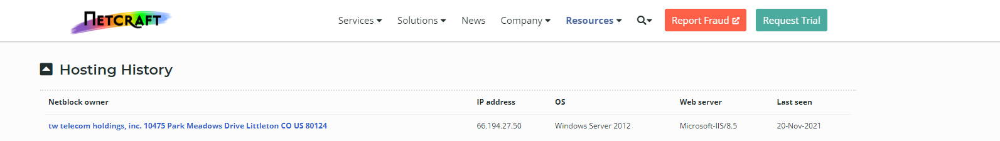 NETCRAFT Services Solutions News Company Resources Report Fraud Request Trial
Hosting History
Netblock owner IP address OS Web server Last seen
tw telecom holdings, inc. 10475 Park Meadows Drive Littleton CO US 80124 66.194.27.50 Windows Server 2012 Microsoft-IIS/8.5 20-Nov-2021